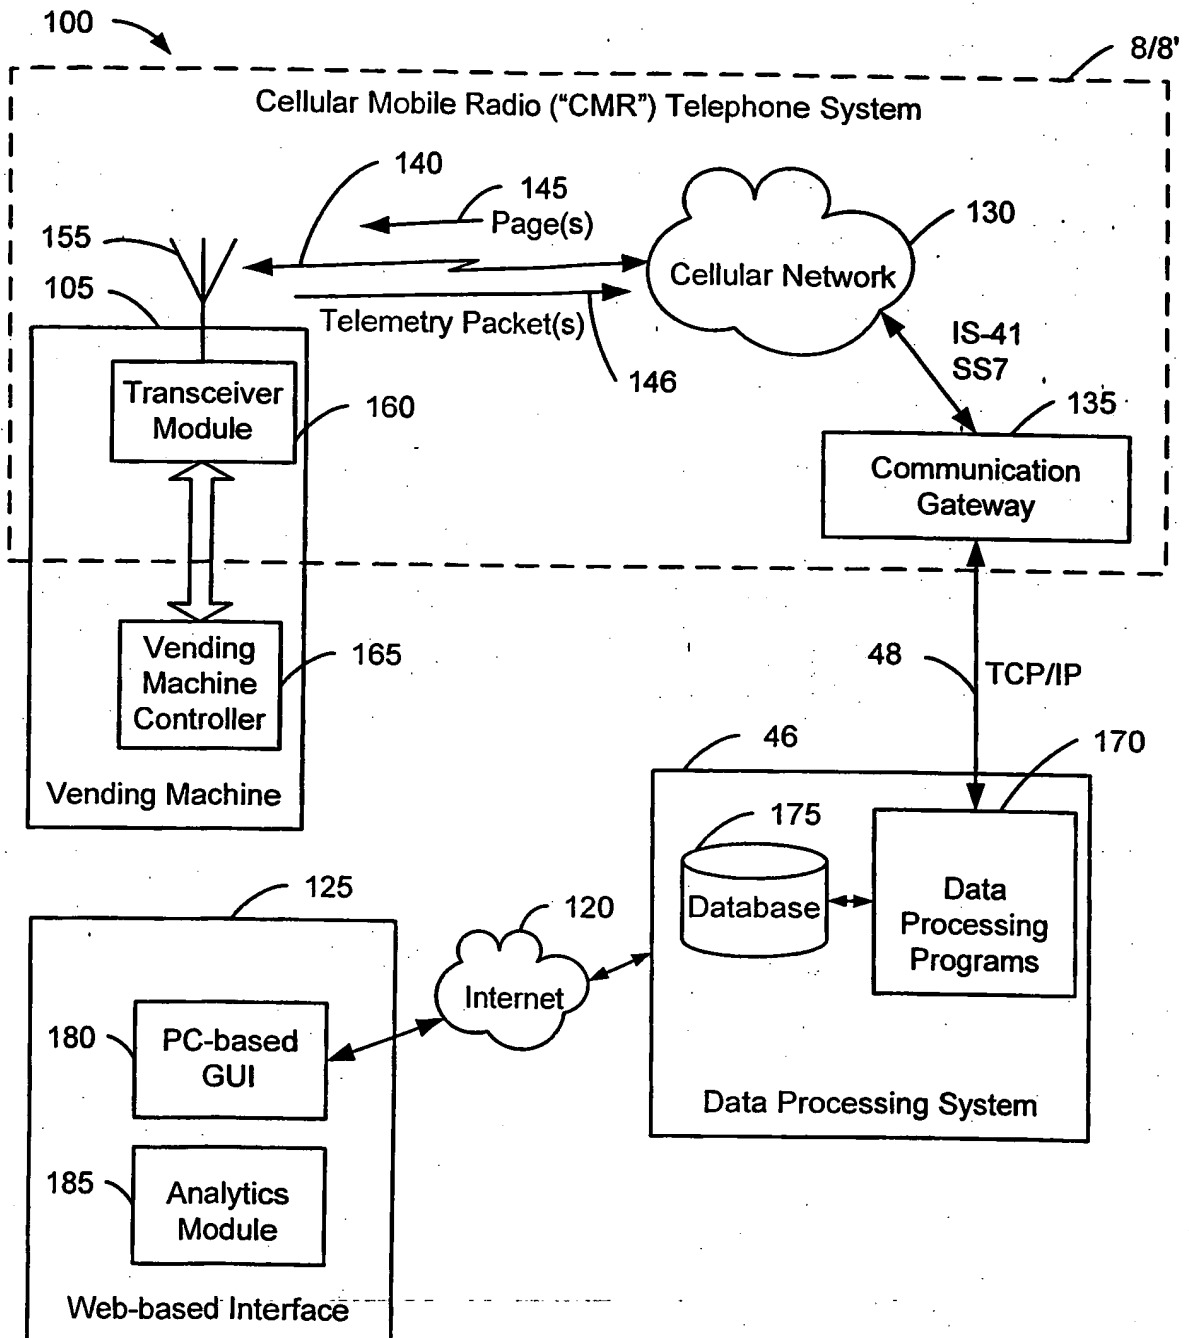 100
8/8'
Cellular Mobile Radio ("CMR") Telephone System
140
145
Page(s)
130
155
Cellular Network
105
Telemetry Packet(s)
146
IS-41
SS7
Transceiver
Module
160
135
Communication
Gateway
Vending
Machine
Controller
165
48
TCP/IP
Vending Machine
46
170
175
Database
Data
Processing
Programs
125
120
Internet
180
PC-based
GUI
Data Processing System
185
Analytics
Module
Web-based Interface